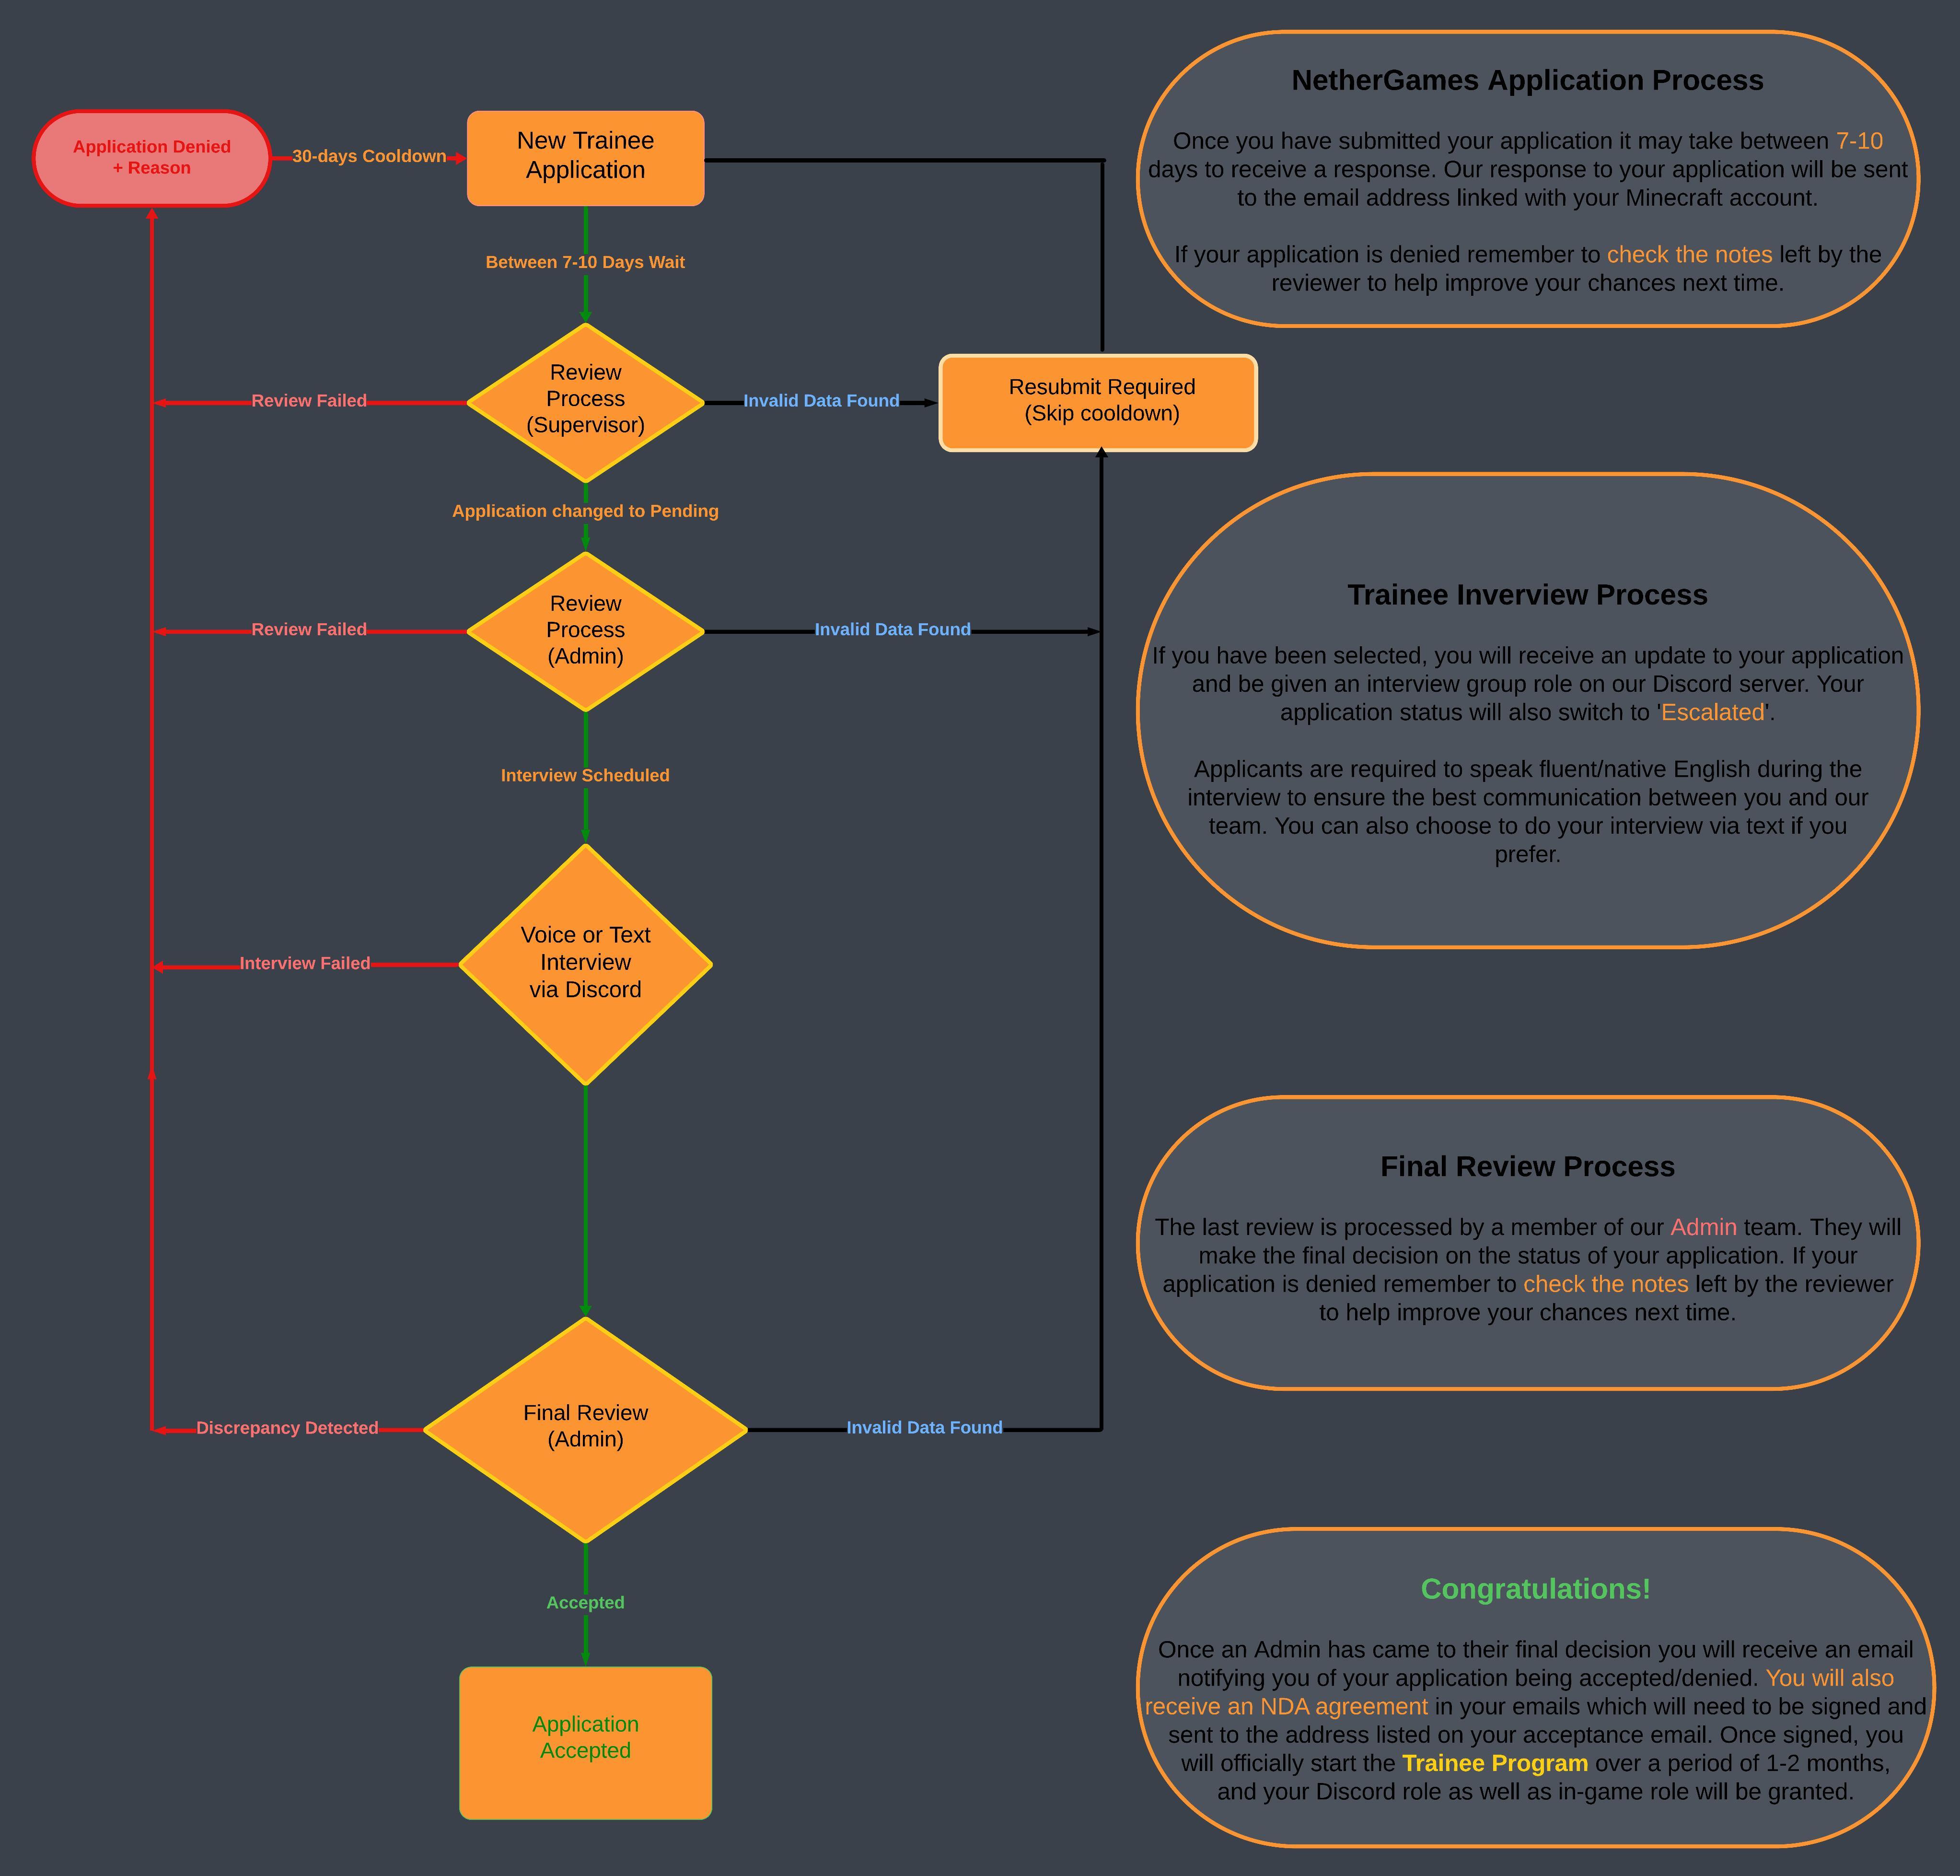 Application Denied
+ Reason
30-days Cooldown
New Trainee
Application
Between 7-10 Days Wait
Review
Process
(Supervisor)
Review Failed
Invalid Data Found
Resubmit Required
(Skip cooldown)
Application changed to Pending
Review
Process
(Admin)
Review Failed
Invalid Data Found
Interview Scheduled
Voice or Text
Interview
via Discord
Interview Failed
Final Review
(Admin)
Discrepancy Detected
Invalid Data Found
Accepted
Application
Accepted
NetherGames Application Process
Once you have submitted your application it may take between 7-10
days to receive a response. Our response to your application will be sent
to the email address linked with your Minecraft account.
If your application is denied remember to check the notes left by the
reviewer to help improve your chances next time.
Trainee Inverview Process
If you have been selected, you will receive an update to your application
and be given an interview group role on our Discord server. Your
application status will also switch to 'Escalated'.
Applicants are required to speak fluent/native English during the
interview to ensure the best communication between you and our
team. You can also choose to do your interview via text if you
prefer.
Final Review Process
The last review is processed by a member of our Admin team. They will
make the final decision on the status of your application. If your
application is denied remember to check the notes left by the reviewer
to help improve your chances next time.
Congratulations!
Once an Admin has came to their final decision you will receive an email
notifying you of your application being accepted/denied. You will also
receive an NDA agreement in your emails which will need to be signed and
sent to the address listed on your acceptance email. Once signed, you
will officially start the Trainee Program over a period of 1-2 months,
and your Discord role as well as in-game role will be granted.